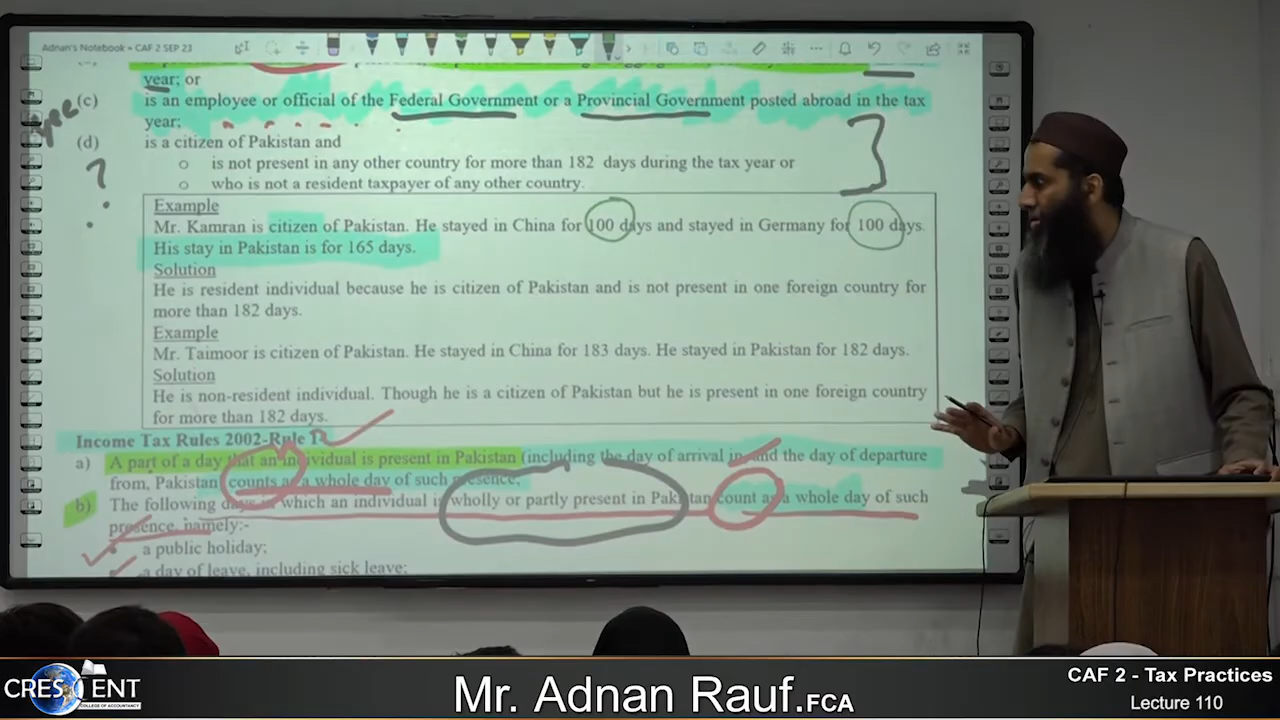 Adnan's Notebook » CAF 2 SEP 23
year; or
(c) is an employee or official of the Federal Government or a Provincial Government posted abroad in the tax
year;
(d) is a citizen of Pakistan and
o is not present in any other country for more than 182 days during the tax year or
o who is not a resident taxpayer of any other country.
?
Example
Mr. Kamran is citizen of Pakistan. He stayed in China for 100 days and stayed in Germany for 100 days.
His stay in Pakistan is for 165 days.
Solution
He is resident individual because he is citizen of Pakistan and is not present in one foreign country for
more than 182 days.
Example
Mr. Taimoor is citizen of Pakistan. He stayed in China for 183 days. He stayed in Pakistan for 182 days.
Solution
He is non-resident individual. Though he is a citizen of Pakistan but he is present in one foreign country
for more than 182 days.
Income Tax Rules 2002-Rule
a) A part of a day that an individual is present in Pakistan (including the day of arrival in, and the day of departure
from, Pakistan counts as a whole day of such presence;
b) The following days in which an individual is wholly or partly present in Pakistan count as a whole day of such
presence, namely:-
a public holiday;
a day of leave, including sick leave;
CRESCENT
COLLEGE OF ACCOUNTANCY
Mr. Adnan Rauf.FCA
CAF 2 - Tax Practices
Lecture 110